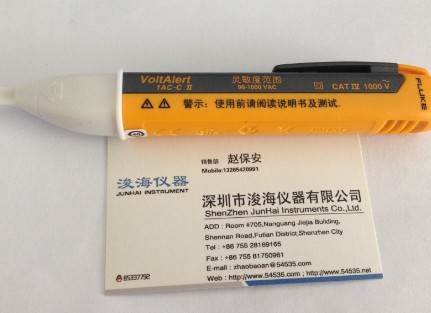 VoltAlert
1AC-C II
灵敏度范围
90-1000 VAC
CAT IV 1000 V
FLUKE
警示：使用前请阅读说明书及测试.
销售部 赵保安
Mobile:13265420991
浚海仪器
JUNHAI INSTRUMENT
深圳市浚海仪器有限公司
ShenZhen JunHai Instruments Co.,Ltd.
ADD : Room #705,Nanguang Jiejia Building,
Shennan Road,Futian District,Shenzhen City
Tel : +86 755 28169165
Fax : +86 755 81750961
E-mail : zhaobaoan@54535.com
Web : http://www.54535.com ; http://www.54535.net
85337752